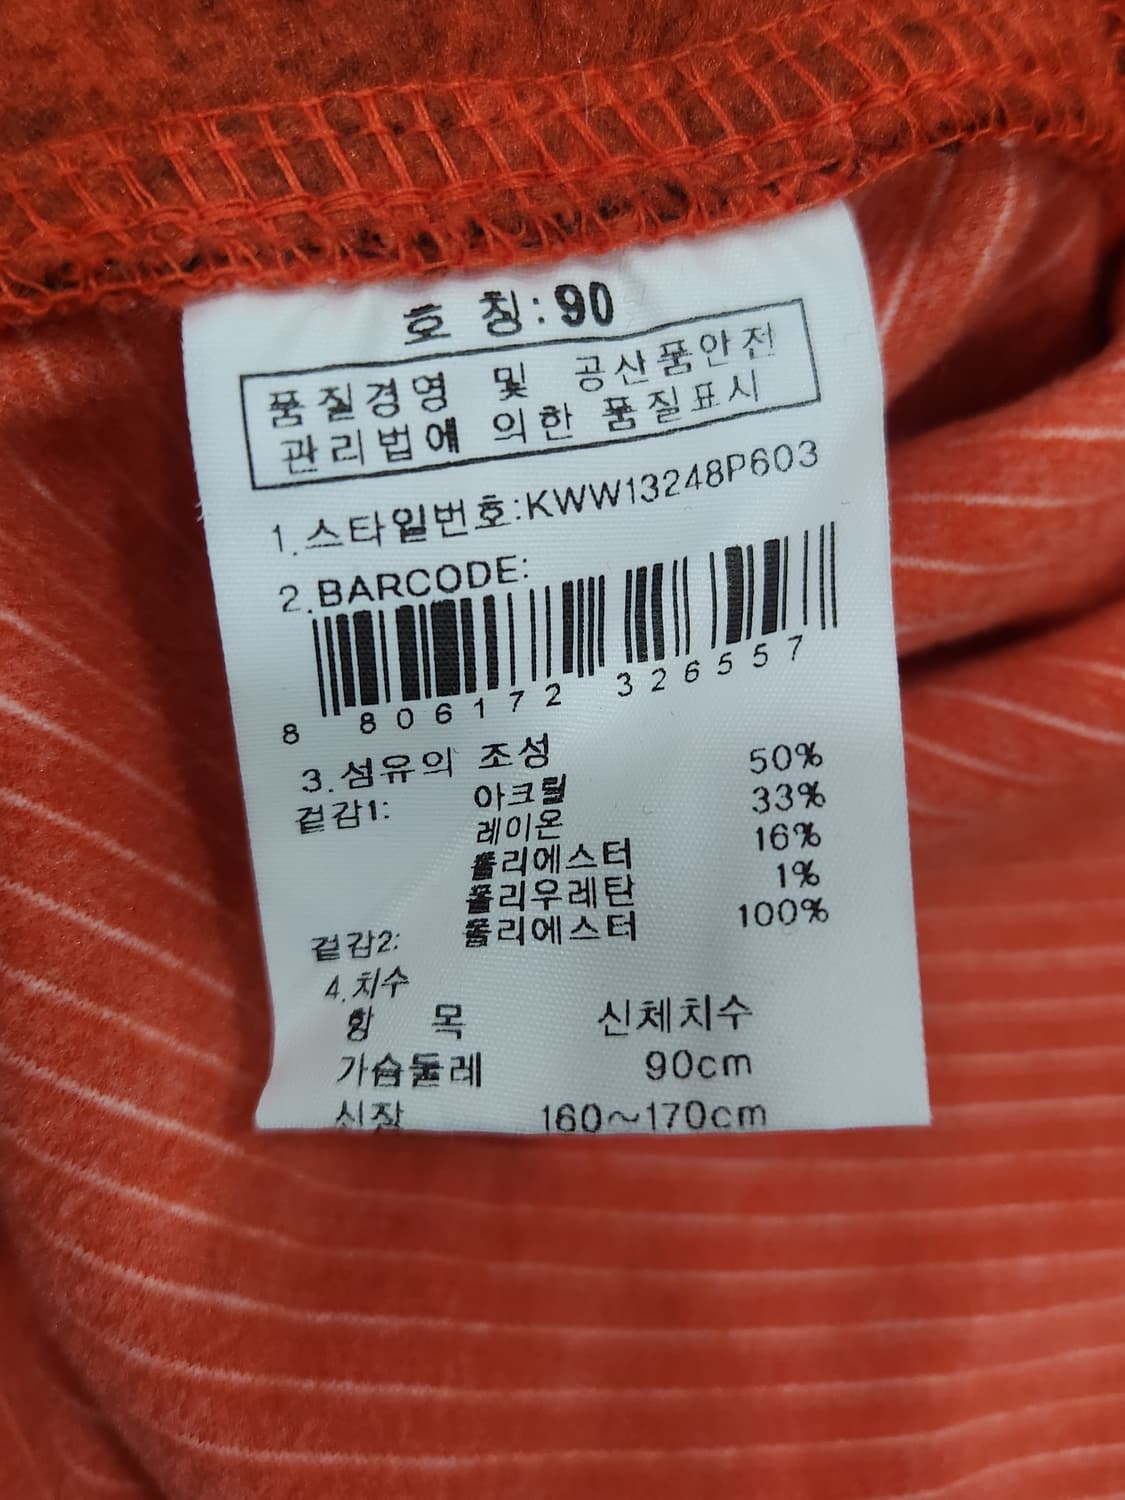 호 칭:90
품질경영 및 공산품안전
관리법에 의한 품질표시
1.스타일번호:KWW13248P603
2.BARCODE:
8 806172 326557
3.섬유의 조성
겉감1: 아크릴 50%
레이온 33%
폴리에스터 16%
폴리우레탄 1%
겉감2: 폴리에스터 100%
4.치수
항 목 신체치수
가슴둘레 90cm
신장 160~170cm